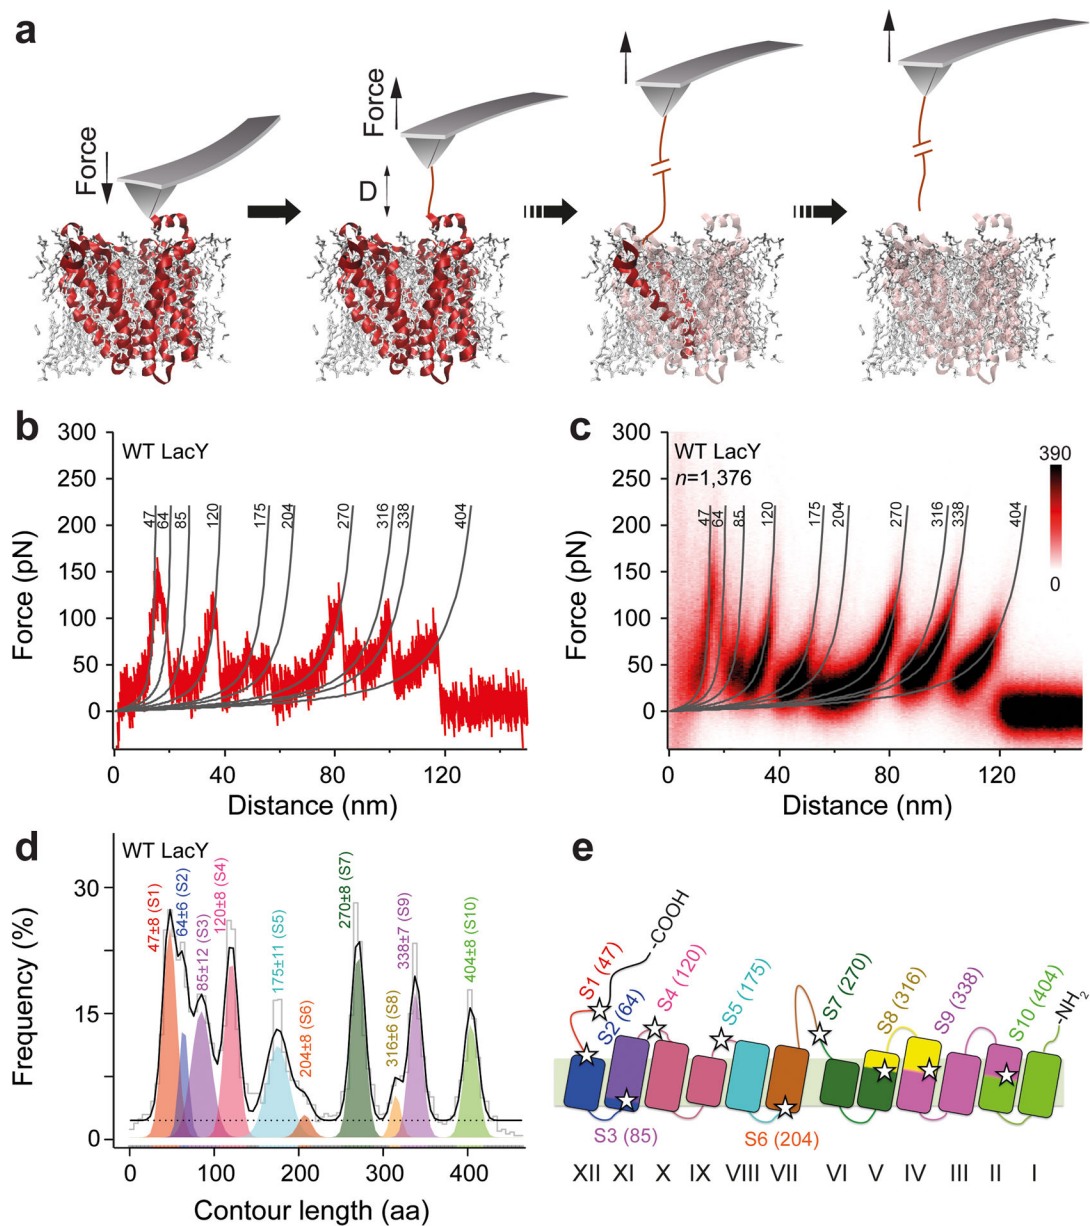 a
Force
Force
D
b
300
250
200
150
100
50
0
Force (pN)
WT LacY
47
64
85
120
175
204
270
316
338
404
0
40
80
120
Distance (nm)
c
300
250
200
150
100
50
0
Force (pN)
WT LacY
n=1,376
390
0
47
64
85
120
175
204
270
316
338
404
0
40
80
120
Distance (nm)
d
WT LacY
30
15
0
Frequency (%)
47±8 (S1)
64±6 (S2)
85±12 (S3)
120±8 (S4)
175±11 (S5)
204±8 (S6)
270±8 (S7)
316±6 (S8)
338±7 (S9)
404±8 (S10)
0
100
200
300
400
Contour length (aa)
e
-COOH
S1 (47)
S2 (64)
S4 (120)
S5 (175)
S7 (270)
S8 (316)
S9 (338)
S10 (404)
-NH2
S3 (85)
S6 (204)
XII XI X IX VIII VII VI V IV III II I